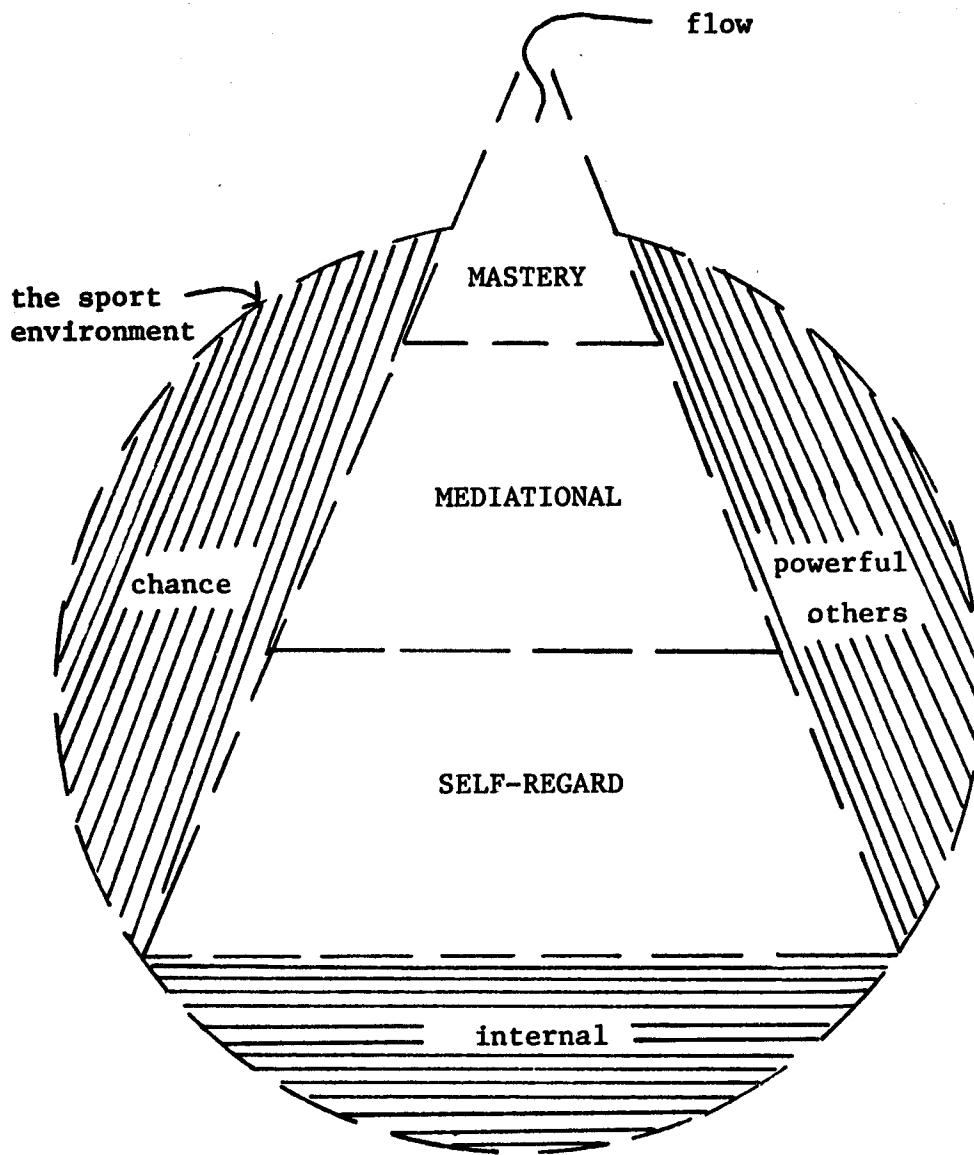 flow
MASTERY
the sport
environment
MEDIATIONAL
chance
powerful
others
SELF-REGARD
internal